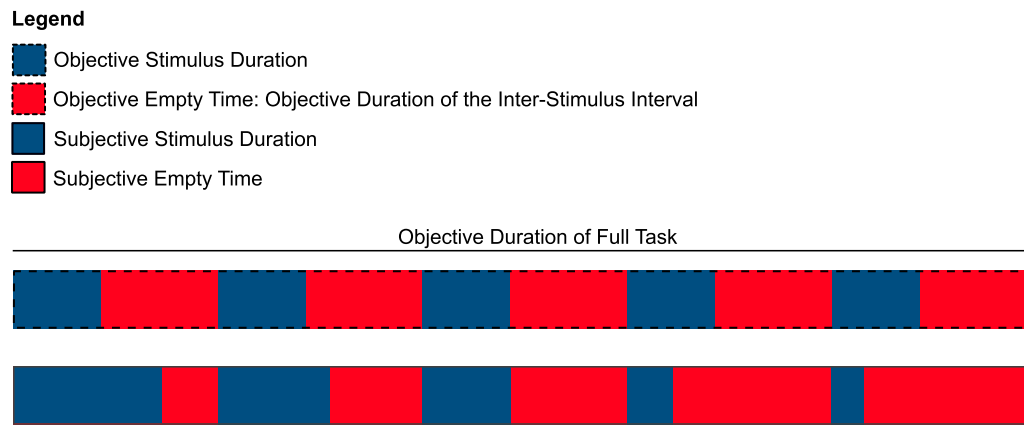 Legend
Objective Stimulus Duration
Objective Empty Time: Objective Duration of the Inter-Stimulus Interval
Subjective Stimulus Duration
Subjective Empty Time
Objective Duration of Full Task